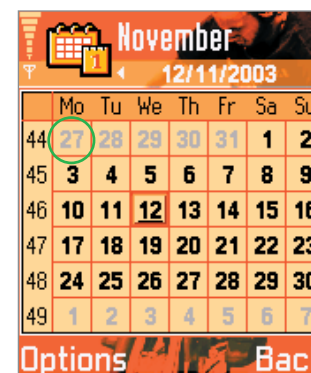 1
November
12/11/2003
Mo Tu We Th Fr Sa Su
44 27 28 29 30 31 1 2
45 3 4 5 6 7 8 9
46 10 11 12 13 14 15 16
47 17 18 19 20 21 22 23
48 24 25 26 27 28 29 30
49 1 2 3 4 5 6 7
Options Bac